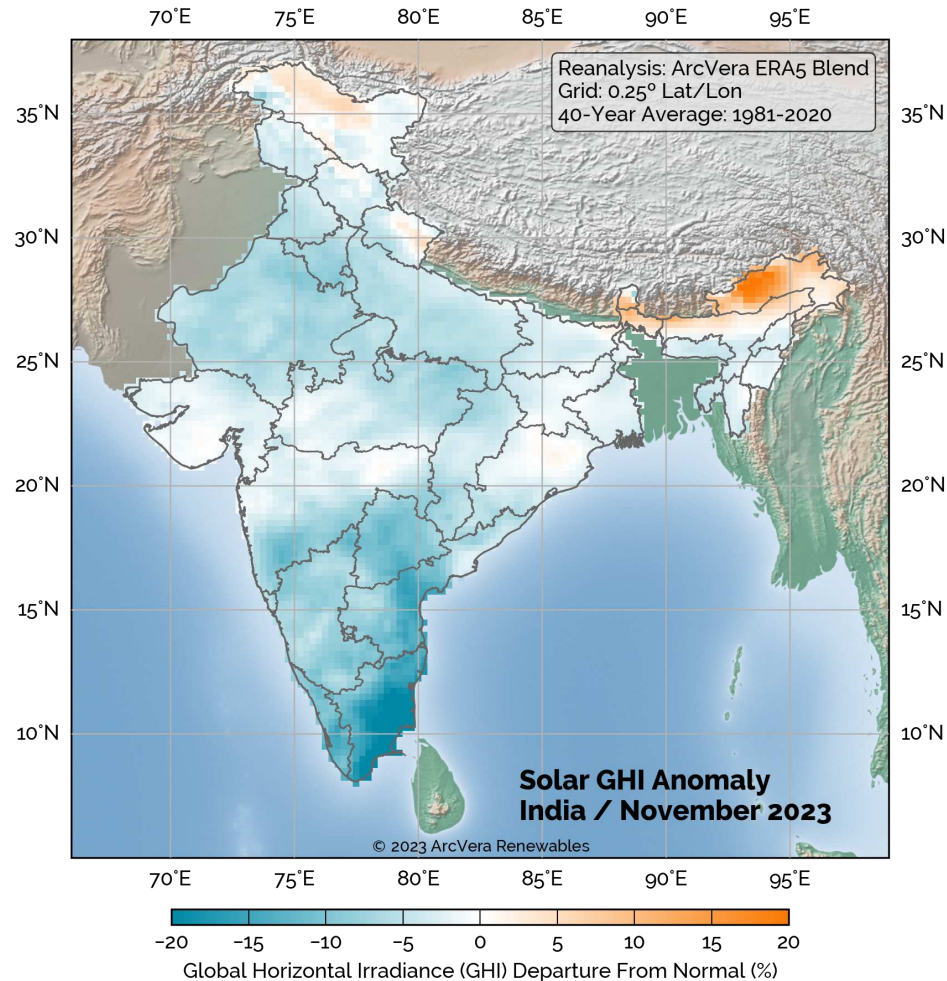 70°E 75°E 80°E 85°E 90°E 95°E
Reanalysis: ArcVera ERA5 Blend
Grid: 0.25º Lat/Lon
40-Year Average: 1981-2020
35°N 35°N
30°N 30°N
25°N 25°N
20°N 20°N
15°N 15°N
10°N 10°N
Solar GHI Anomaly
India / November 2023
© 2023 ArcVera Renewables
70°E 75°E 80°E 85°E 90°E 95°E
−20 −15 −10 −5 0 5 10 15 20
Global Horizontal Irradiance (GHI) Departure From Normal (%)